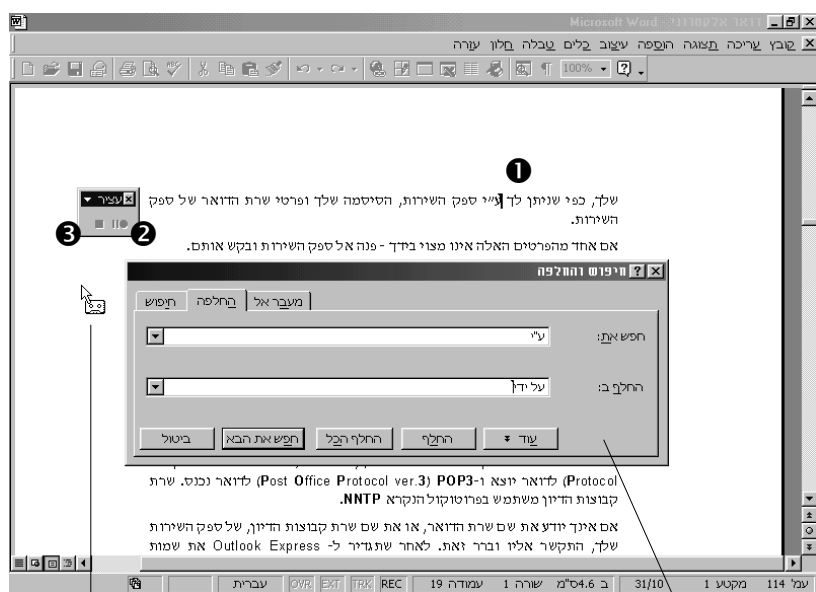 דואר אלקטרוני - Microsoft Word
קובץ עריכה תצוגה הוספה עיצוב כלים טבלה חלון עזרה
100%
❶
שלך, כפי שניתן לך ע"י ספק השירות, הסיסמה שלך ופרטי שרת הדואר של ספק
השירות.
עציר
❷
❸
אם אחד מהפרטים האלה אינו מצוי בידך - פנה אל ספק השירות ובקש אותם.
חיפוש והחלפה
חיפוש החלפה מעבר אל
חפש את: ע"י
החלף ב: על ידי
עוד החלף החלף הכל חפש את הבא ביטול
Protocol) לדואר יוצא ו-POP3 (Post Office Protocol ver.3) לדואר נכנס. שרת
קבוצות הדיון משתמש בפרוטוקול הנקרא NNTP.
אם אינך יודע את שם שרת הדואר, או את שם שרת קבוצות הדיון, של ספק השירות
שלך, התקשר אליו וברר זאת. לאחר שתגדיר ל- Outlook Express את שמות
עמ' 114 מקטע 1 31/10 ב 4.6ס"מ שורה 1 עמודה 19 REC TRK EXT OVR עברית